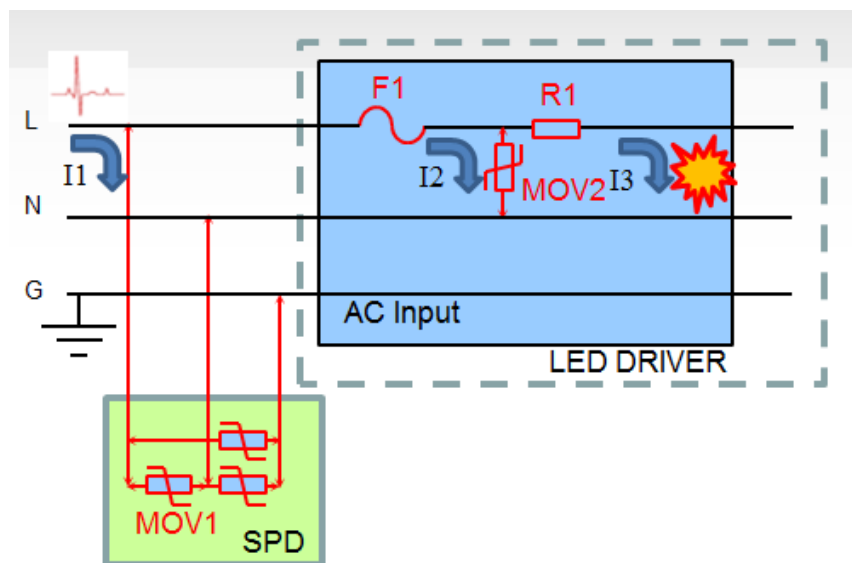 F1
R1
L
I1
I2
MOV2
I3
N
G
AC Input
LED DRIVER
MOV1
SPD